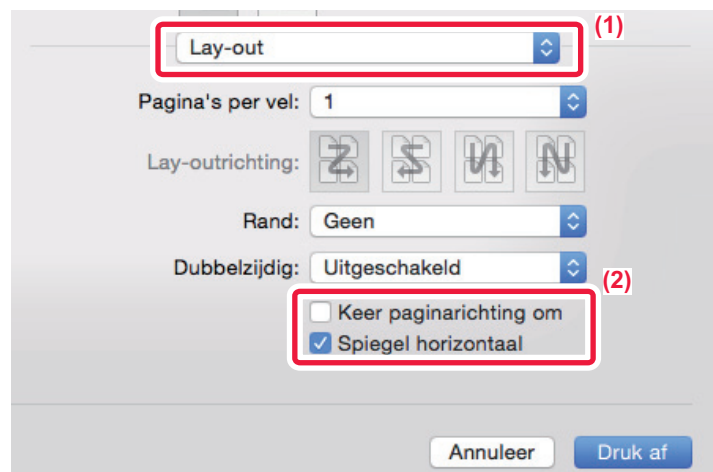 (1)
Lay-out
Pagina's per vel: 1
Lay-outrichting:
Rand: Geen
Dubbelzijdig: Uitgeschakeld
(2)
Keer paginarichting om
Spiegel horizontaal
Annuleer Druk af